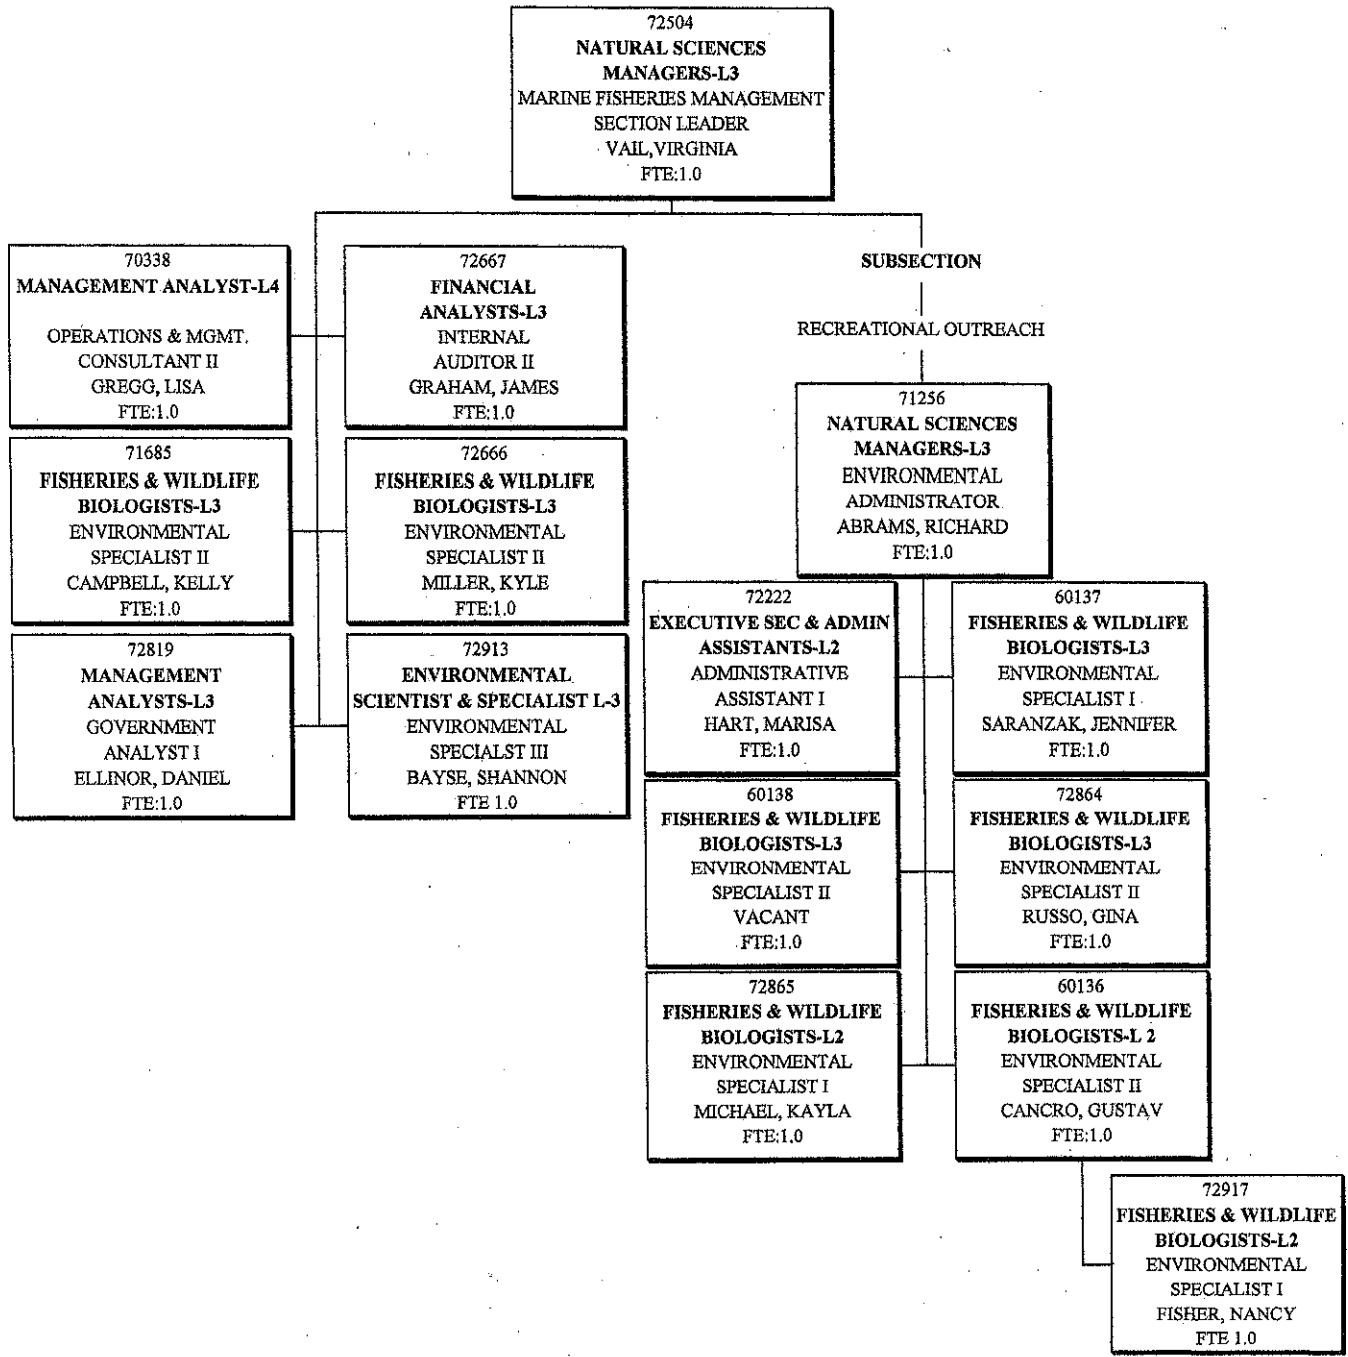 72504
NATURAL SCIENCES
MANAGERS-L3
MARINE FISHERIES MANAGEMENT
SECTION LEADER
VAIL,VIRGINIA
FTE:1.0
70338
MANAGEMENT ANALYST-L4
OPERATIONS & MGMT.
CONSULTANT II
GREGG, LISA
FTE:1.0
72667
FINANCIAL
ANALYSTS-L3
INTERNAL
AUDITOR II
GRAHAM, JAMES
FTE:1.0
SUBSECTION
RECREATIONAL OUTREACH
71256
NATURAL SCIENCES
MANAGERS-L3
ENVIRONMENTAL
ADMINISTRATOR
ABRAMS, RICHARD
FTE:1.0
71685
FISHERIES & WILDLIFE
BIOLOGISTS-L3
ENVIRONMENTAL
SPECIALIST II
CAMPBELL, KELLY
FTE:1.0
72666
FISHERIES & WILDLIFE
BIOLOGISTS-L3
ENVIRONMENTAL
SPECIALIST II
MILLER, KYLE
FTE:1.0
72819
MANAGEMENT
ANALYSTS-L3
GOVERNMENT
ANALYST I
ELLINOR, DANIEL
FTE:1.0
72913
ENVIRONMENTAL
SCIENTIST & SPECIALIST L-3
ENVIRONMENTAL
SPECIALST III
BAYSE, SHANNON
FTE 1.0
72222
EXECUTIVE SEC & ADMIN
ASSISTANTS-L2
ADMINISTRATIVE
ASSISTANT I
HART, MARISA
FTE:1.0
60137
FISHERIES & WILDLIFE
BIOLOGISTS-L3
ENVIRONMENTAL
SPECIALIST I
SARANZAK, JENNIFER
FTE:1.0
60138
FISHERIES & WILDLIFE
BIOLOGISTS-L3
ENVIRONMENTAL
SPECIALIST II
VACANT
FTE:1.0
72864
FISHERIES & WILDLIFE
BIOLOGISTS-L3
ENVIRONMENTAL
SPECIALIST II
RUSSO, GINA
FTE:1.0
72865
FISHERIES & WILDLIFE
BIOLOGISTS-L2
ENVIRONMENTAL
SPECIALIST I
MICHAEL, KAYLA
FTE:1.0
60136
FISHERIES & WILDLIFE
BIOLOGISTS-L 2
ENVIRONMENTAL
SPECIALIST II
CANCRO, GUSTAV
FTE:1.0
72917
FISHERIES & WILDLIFE
BIOLOGISTS-L2
ENVIRONMENTAL
SPECIALIST I
FISHER, NANCY
FTE 1.0